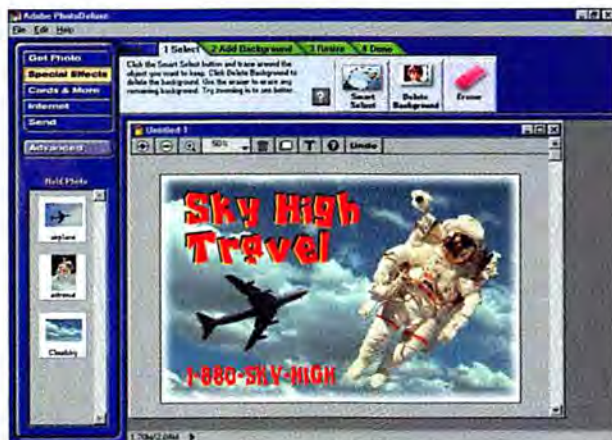 Adobe PhotoDeluxe
File Edit Help
Get Photo
Special Effects
Cards & More
Internet
Send
Advanced
Hold Photo
airplane
Cloudsky
1 Select
2 Add Background
3 Resize
4 Done
Click the Smart Select button and trace around the
object you want to keep. Click Delete Background to
delete the background. Use the eraser to erase any
remaining background. Try zooming in to see better.
?
Smart
Select
Delete
Background
Eraser
Untitled 1
50%
T
?
Undo
Sky High
Travel
1-880-SKY-HIGH